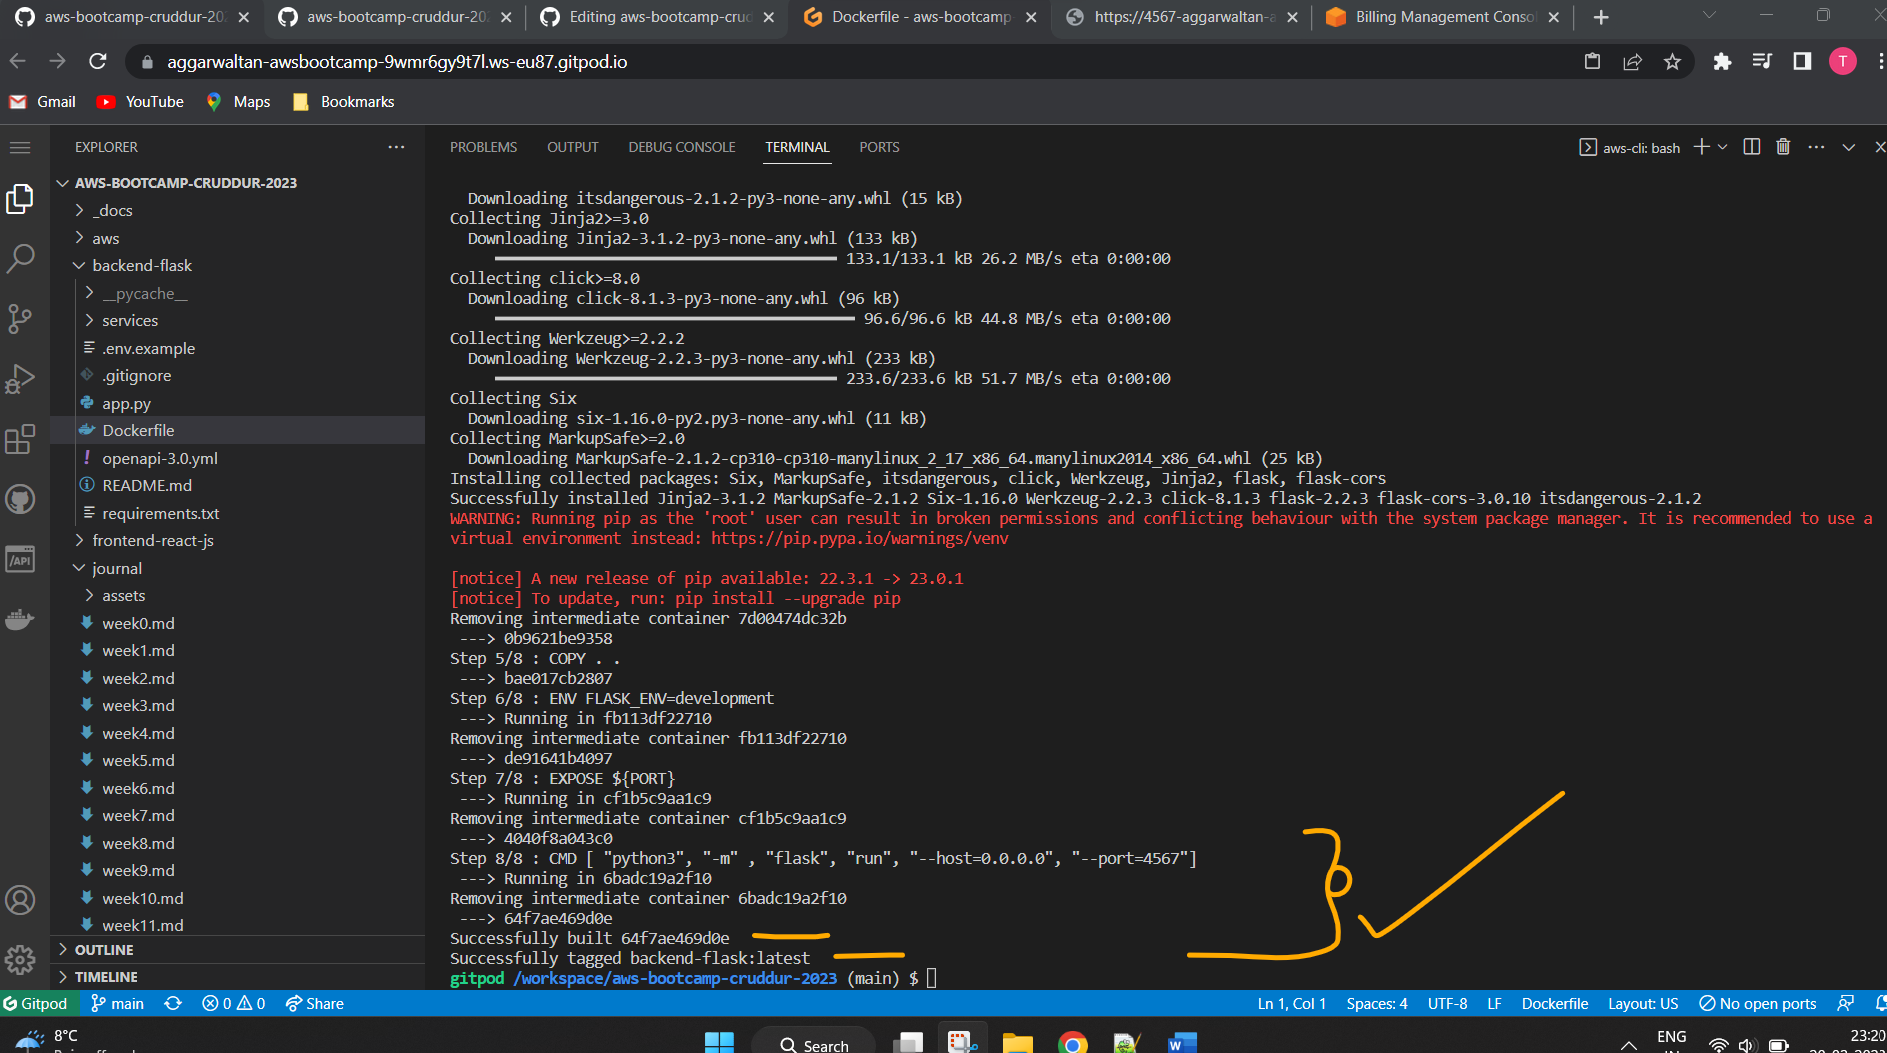 aws-bootcamp-cruddur-20
aws-bootcamp-cruddur-20
Editing aws-bootcamp-crud
Dockerfile - aws-bootcamp-
https://4567-aggarwaltan-a
Billing Management Conso
aggarwaltan-awsbootcamp-9wmr6gy9t7l.ws-eu87.gitpod.io
T
Gmail
YouTube
Maps
Bookmarks
EXPLORER
AWS-BOOTCAMP-CRUDDUR-2023
_docs
aws
backend-flask
__pycache__
services
.env.example
.gitignore
app.py
Dockerfile
openapi-3.0.yml
README.md
requirements.txt
frontend-react-js
journal
assets
week0.md
week1.md
week2.md
week3.md
week4.md
week5.md
week6.md
week7.md
week8.md
week9.md
week10.md
week11.md
OUTLINE
TIMELINE
/API
PROBLEMS OUTPUT DEBUG CONSOLE TERMINAL PORTS
aws-cli: bash
Downloading itsdangerous-2.1.2-py3-none-any.whl (15 kB)
Collecting Jinja2>=3.0
Downloading Jinja2-3.1.2-py3-none-any.whl (133 kB)
133.1/133.1 kB 26.2 MB/s eta 0:00:00
Collecting click>=8.0
Downloading click-8.1.3-py3-none-any.whl (96 kB)
96.6/96.6 kB 44.8 MB/s eta 0:00:00
Collecting Werkzeug>=2.2.2
Downloading Werkzeug-2.2.3-py3-none-any.whl (233 kB)
233.6/233.6 kB 51.7 MB/s eta 0:00:00
Collecting Six
Downloading six-1.16.0-py2.py3-none-any.whl (11 kB)
Collecting MarkupSafe>=2.0
Downloading MarkupSafe-2.1.2-cp310-cp310-manylinux_2_17_x86_64.manylinux2014_x86_64.whl (25 kB)
Installing collected packages: Six, MarkupSafe, itsdangerous, click, Werkzeug, Jinja2, flask, flask-cors
Successfully installed Jinja2-3.1.2 MarkupSafe-2.1.2 Six-1.16.0 Werkzeug-2.2.3 click-8.1.3 flask-2.2.3 flask-cors-3.0.10 itsdangerous-2.1.2
WARNING: Running pip as the 'root' user can result in broken permissions and conflicting behaviour with the system package manager. It is recommended to use a
virtual environment instead: https://pip.pypa.io/warnings/venv
[notice] A new release of pip available: 22.3.1 -> 23.0.1
[notice] To update, run: pip install --upgrade pip
Removing intermediate container 7d00474dc32b
---> 0b9621be9358
Step 5/8 : COPY . .
---> bae017cb2807
Step 6/8 : ENV FLASK_ENV=development
---> Running in fb113df22710
Removing intermediate container fb113df22710
---> de91641b4097
Step 7/8 : EXPOSE ${PORT}
---> Running in cf1b5c9aa1c9
Removing intermediate container cf1b5c9aa1c9
---> 4040f8a043c0
Step 8/8 : CMD [ "python3", "-m" , "flask", "run", "--host=0.0.0.0", "--port=4567"]
---> Running in 6badc19a2f10
Removing intermediate container 6badc19a2f10
---> 64f7ae469d0e
Successfully built 64f7ae469d0e
Successfully tagged backend-flask:latest
gitpod /workspace/aws-bootcamp-cruddur-2023 (main) $
Gitpod main 0 0 Share
Ln 1, Col 1 Spaces: 4 UTF-8 LF Dockerfile Layout: US No open ports
8°C
Search
W
ENG
23:20